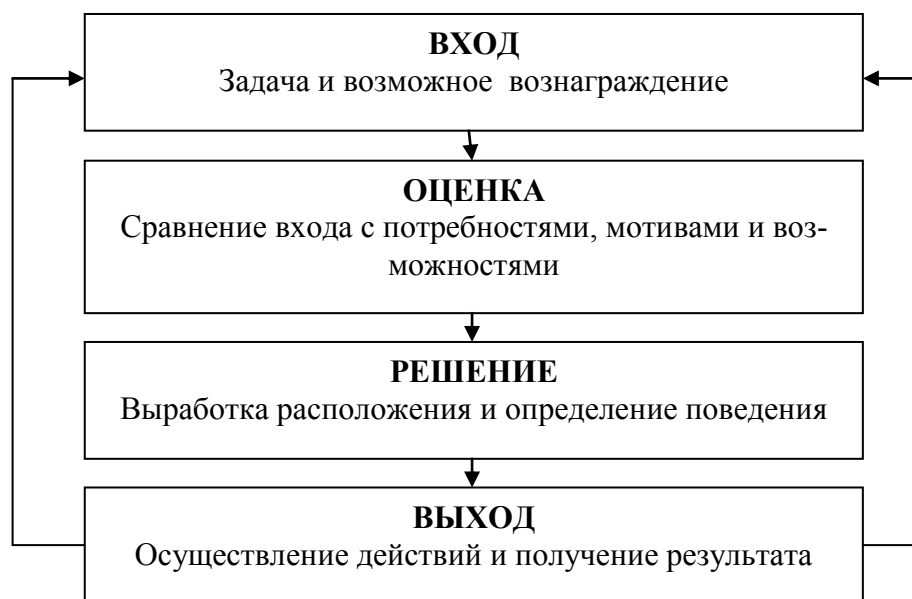 ВХОД
Задача и возможное вознаграждение
ОЦЕНКА
Сравнение входа с потребностями, мотивами и воз-
можностями
РЕШЕНИЕ
Выработка расположения и определение поведения
ВЫХОД
Осуществление действий и получение результата